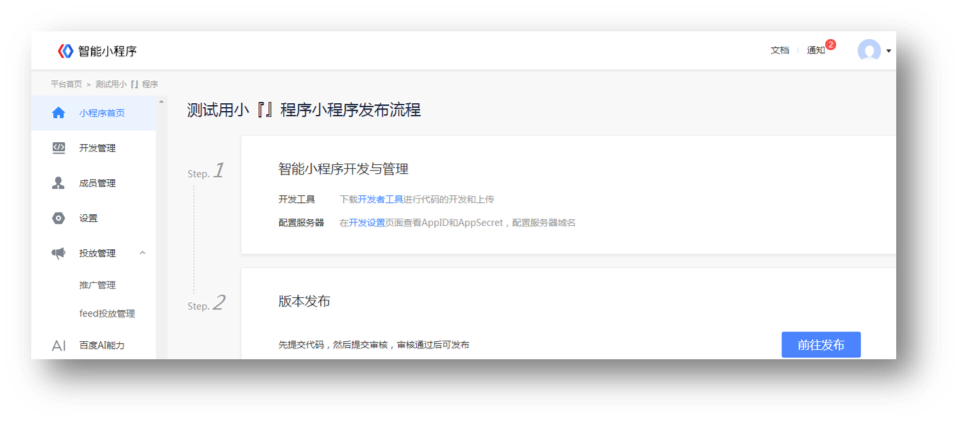 智能小程序
文档 通知 2
平台首页 > 测试用小『』程序
小程序首页
开发管理
成员管理
设置
投放管理
推广管理
feed投放管理
AI 百度AI能力
测试用小『』程序小程序发布流程
Step. 1
智能小程序开发与管理
开发工具 下载开发者工具进行代码的开发和上传
配置服务器 在开发设置页面查看AppID和AppSecret，配置服务器域名
Step. 2
版本发布
先提交代码，然后提交审核，审核通过后可发布
前往发布